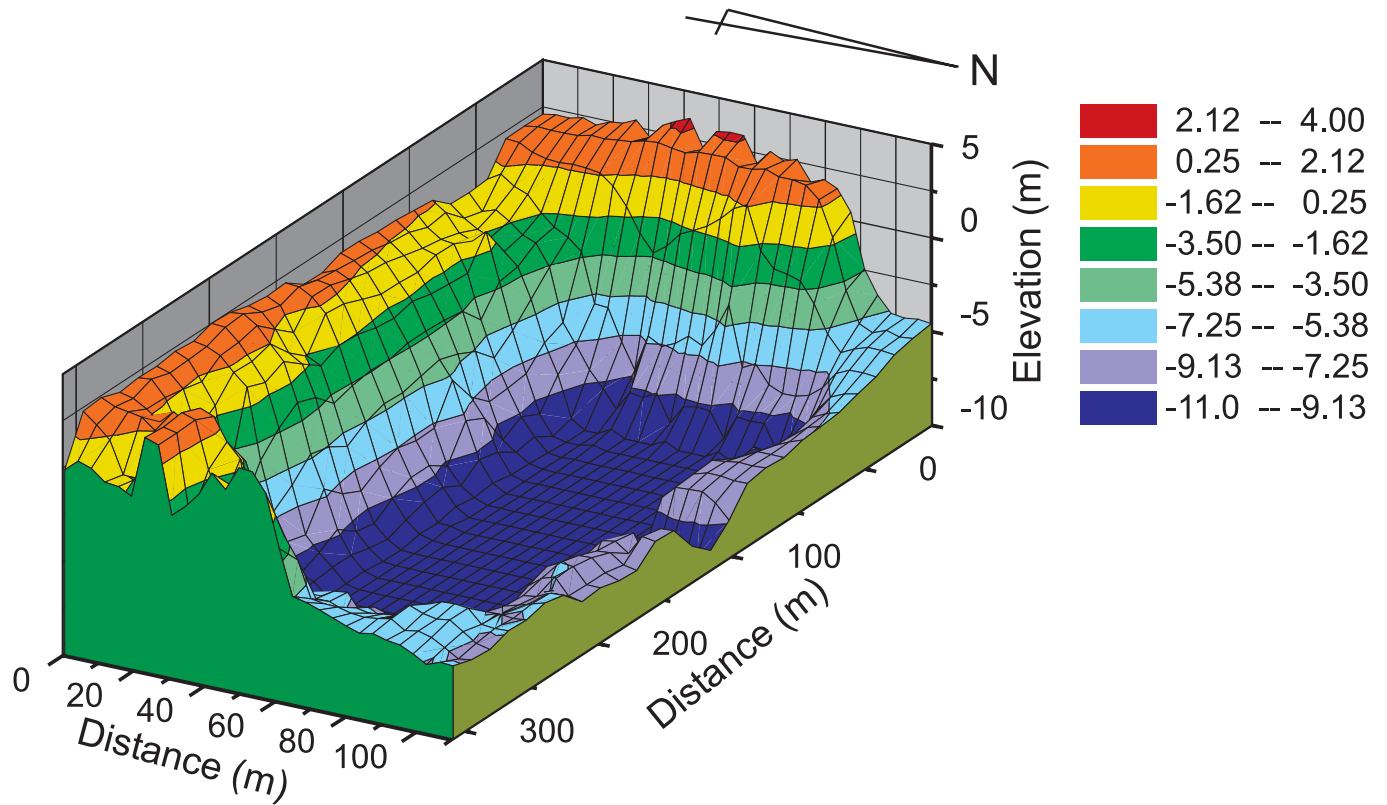 N
2.12 -- 4.00
0.25 -- 2.12
-1.62 -- 0.25
-3.50 -- -1.62
-5.38 -- -3.50
-7.25 -- -5.38
-9.13 -- -7.25
-11.0 -- -9.13
5
0
-5
-10
Elevation (m)
0
100
200
300
Distance (m)
0
20
40
60
80
100
Distance (m)